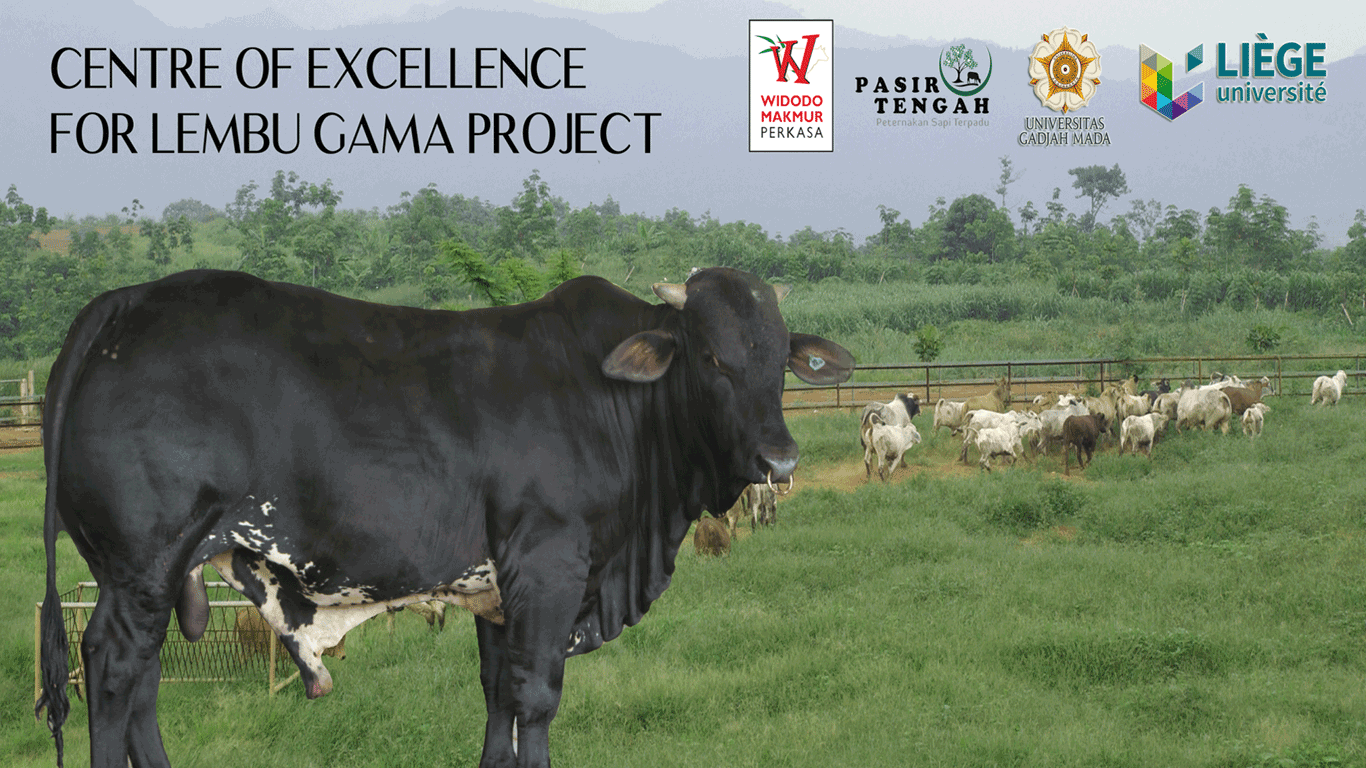 CENTRE OF EXCELLENCE
FOR LEMBU GAMA PROJECT
WIDODO
MAKMUR
PERKASA
PASIR
TENGAH
Peternakan Sapi Terpadu
UNIVERSITAS
GADJAH MADA
LIÈGE
université